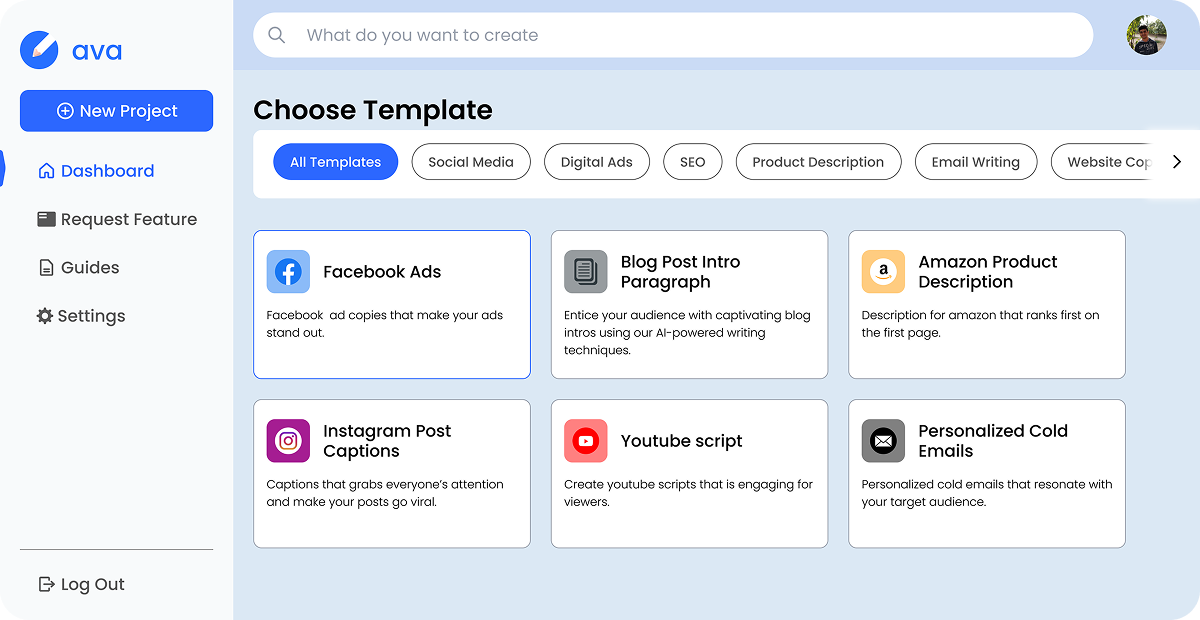 ava
New Project
Dashboard
Request Feature
Guides
Settings
Log Out
What do you want to create
Choose Template
All Templates
Social Media
Digital Ads
SEO
Product Description
Email Writing
Website Cop
Facebook Ads
Facebook ad copies that make your ads
stand out.
Blog Post Intro
Paragraph
Entice your audience with captivating blog
intros using our AI-powered writing
techniques.
Amazon Product
Description
Description for amazon that ranks first on
the first page.
Instagram Post
Captions
Captions that grabs everyone’s attention
and make your posts go viral.
Youtube script
Create youtube scripts that is engaging for
viewers.
Personalized Cold
Emails
Personalized cold emails that resonate with
your target audience.